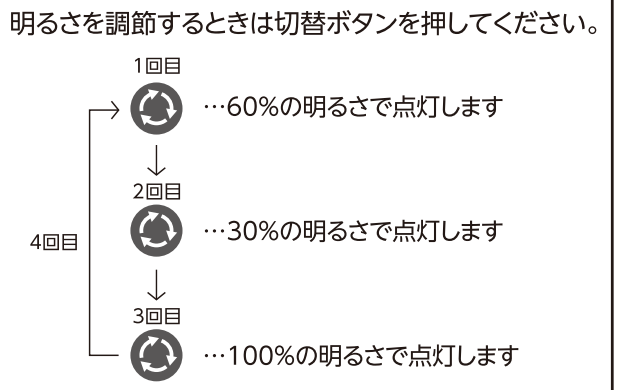 明るさを調節するときは切替ボタンを押してください。
1回目
…60%の明るさで点灯します
2回目
…30%の明るさで点灯します
4回目
3回目
…100%の明るさで点灯します